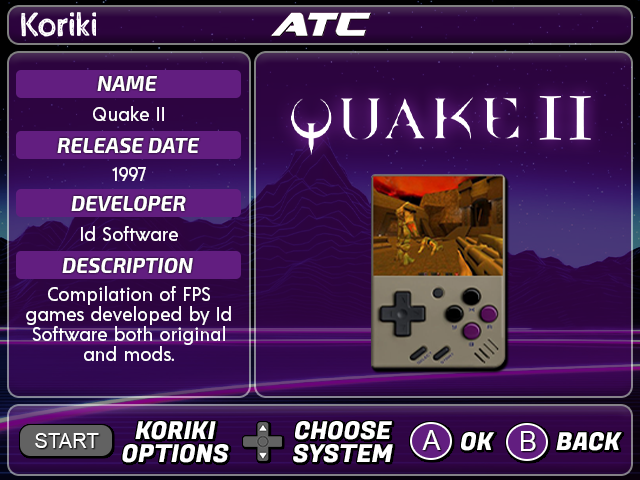 Koriki
ATC
NAME
Quake II
RELEASE DATE
1997
DEVELOPER
Id Software
DESCRIPTION
Compilation of FPS
games developed by Id
Software both original
and mods.
QUAKE II
START
KORIKI
OPTIONS
CHOOSE
SYSTEM
A OK
B BACK